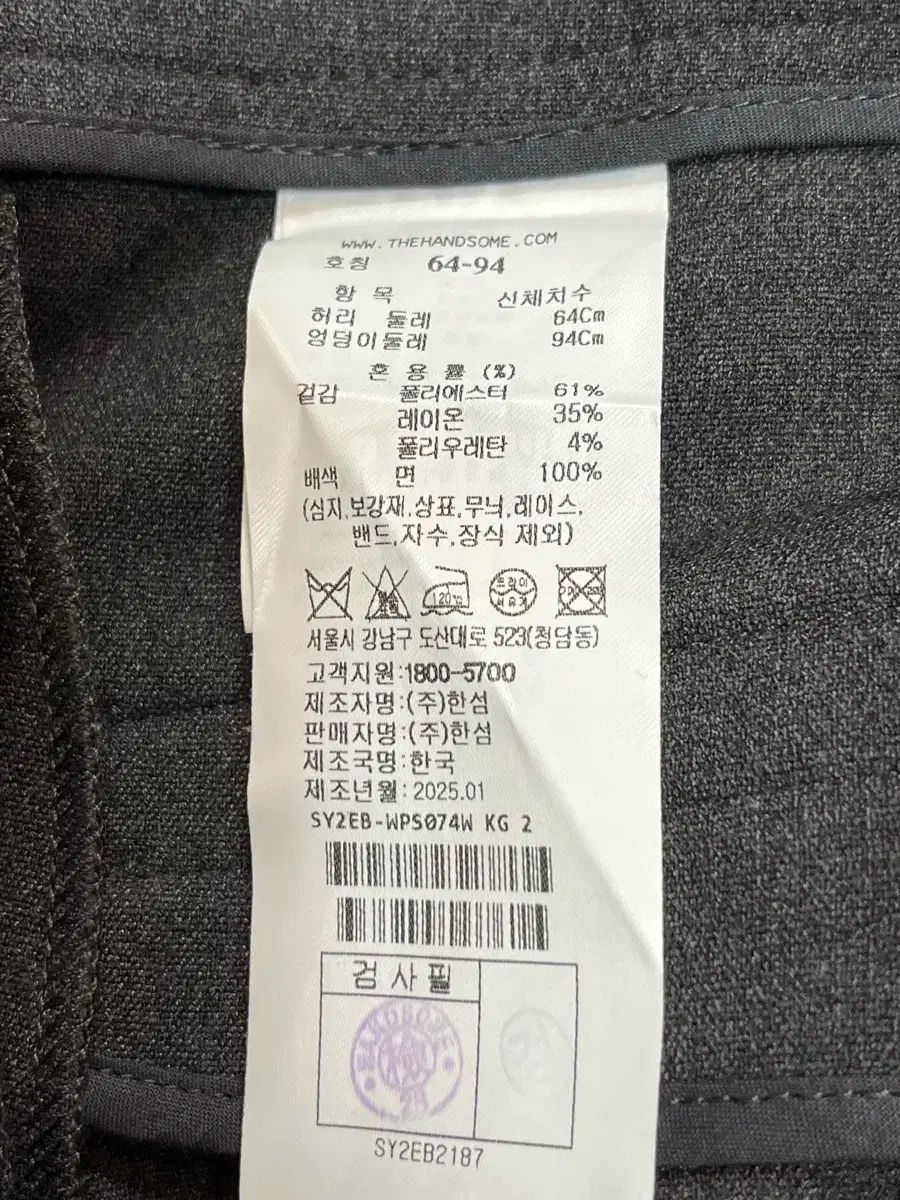 WWW.THEHANDSOME.COM
호칭 64-94
항 목 신체치수
허리 둘레 64Cm
엉덩이둘레 94Cm
혼 용 률 (%)
겉감 폴리에스터 61%
레이온 35%
폴리우레탄 4%
배색 면 100%
(심지,보강재,상표,무늬,레이스,
밴드,자수,장식 제외)
120℃ 드라이
석유계
서울시 강남구 도산대로 523(청담동)
고객지원:1800-5700
제조자명:(주)한섬
판매자명:(주)한섬
제조국명:한국
제조년월:2025.01
SY2EB-WPS074W KG 2
검 사 필
SY2EB2187